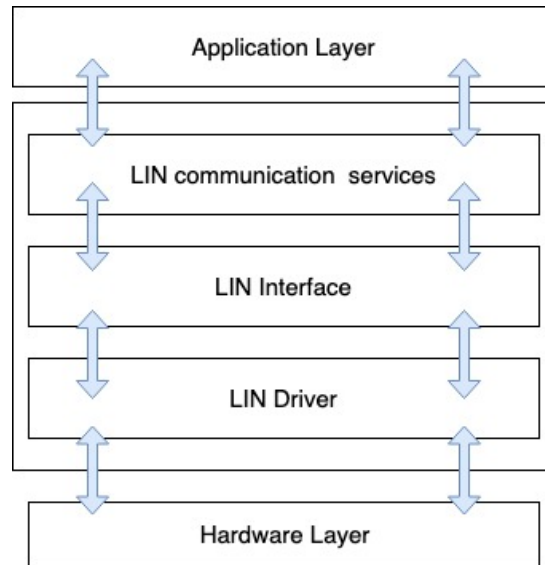 Application Layer
LIN communication services
LIN Interface
LIN Driver
Hardware Layer